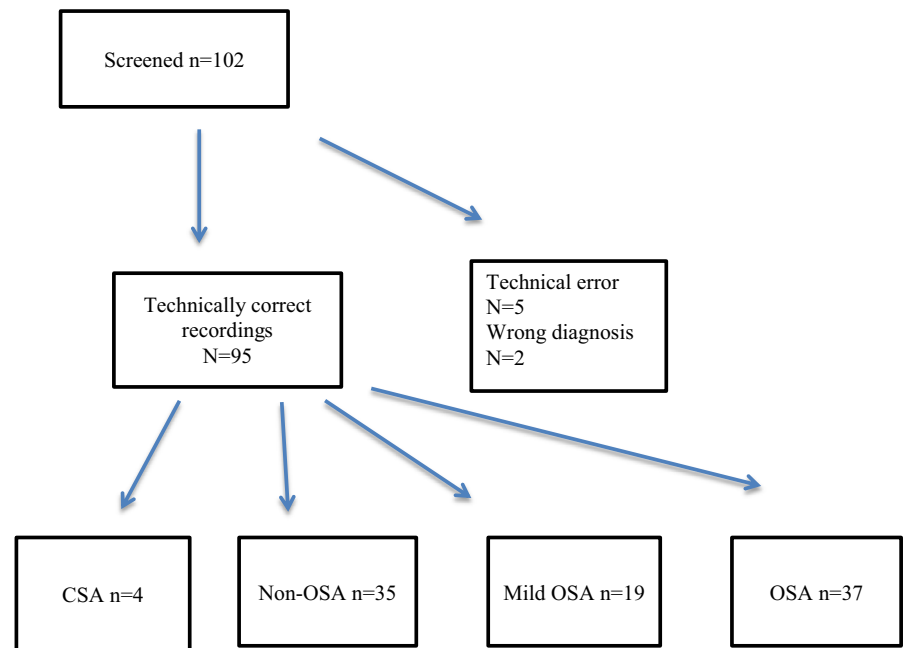 Screened n=102
Technically correct
recordings
N=95
Technical error
N=5
Wrong diagnosis
N=2
CSA n=4
Non-OSA n=35
Mild OSA n=19
OSA n=37